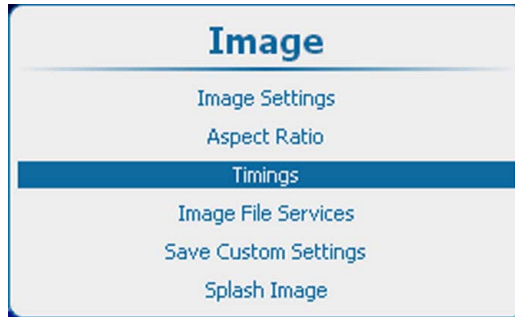 Image
Image Settings
Aspect Ratio
Timings
Image File Services
Save Custom Settings
Splash Image